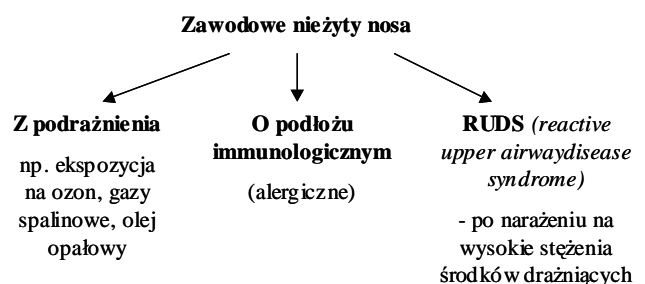 Zawodowe nieżyty nosa
Z podrażnienia
np. ekspozycja
na ozon, gazy
spalinowe, olej
opałowy
O podłożu
immunologicznym
(alergiczne)
RUDS (reactive
upper airwaydisease
syndrome)
- po narażeniu na
wysokie stężenia
środków drażniących